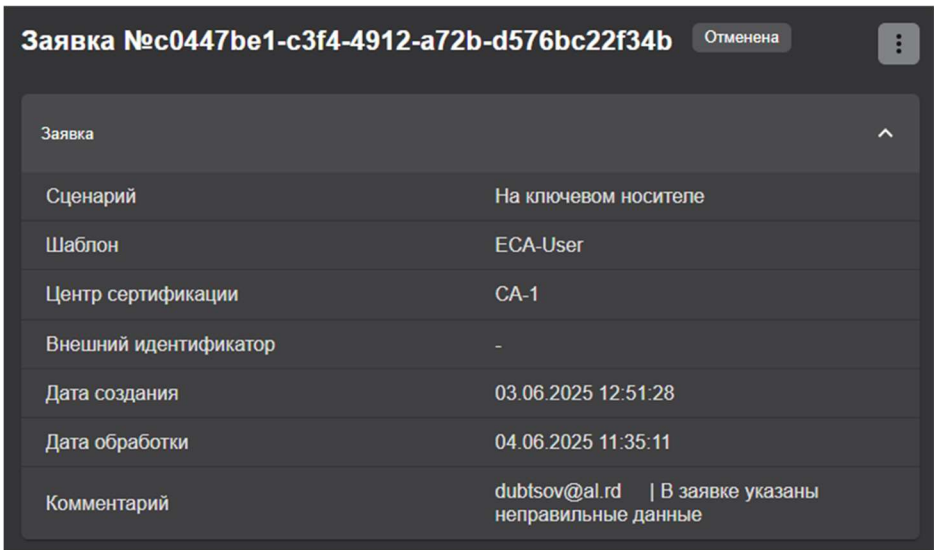 Заявка №c0447be1-c3f4-4912-a72b-d576bc22f34b Отменена
Заявка
Сценарий На ключевом носителе
Шаблон ECA-User
Центр сертификации CA-1
Внешний идентификатор -
Дата создания 03.06.2025 12:51:28
Дата обработки 04.06.2025 11:35:11
Комментарий dubtsov@al.rd | В заявке указаны
неправильные данные